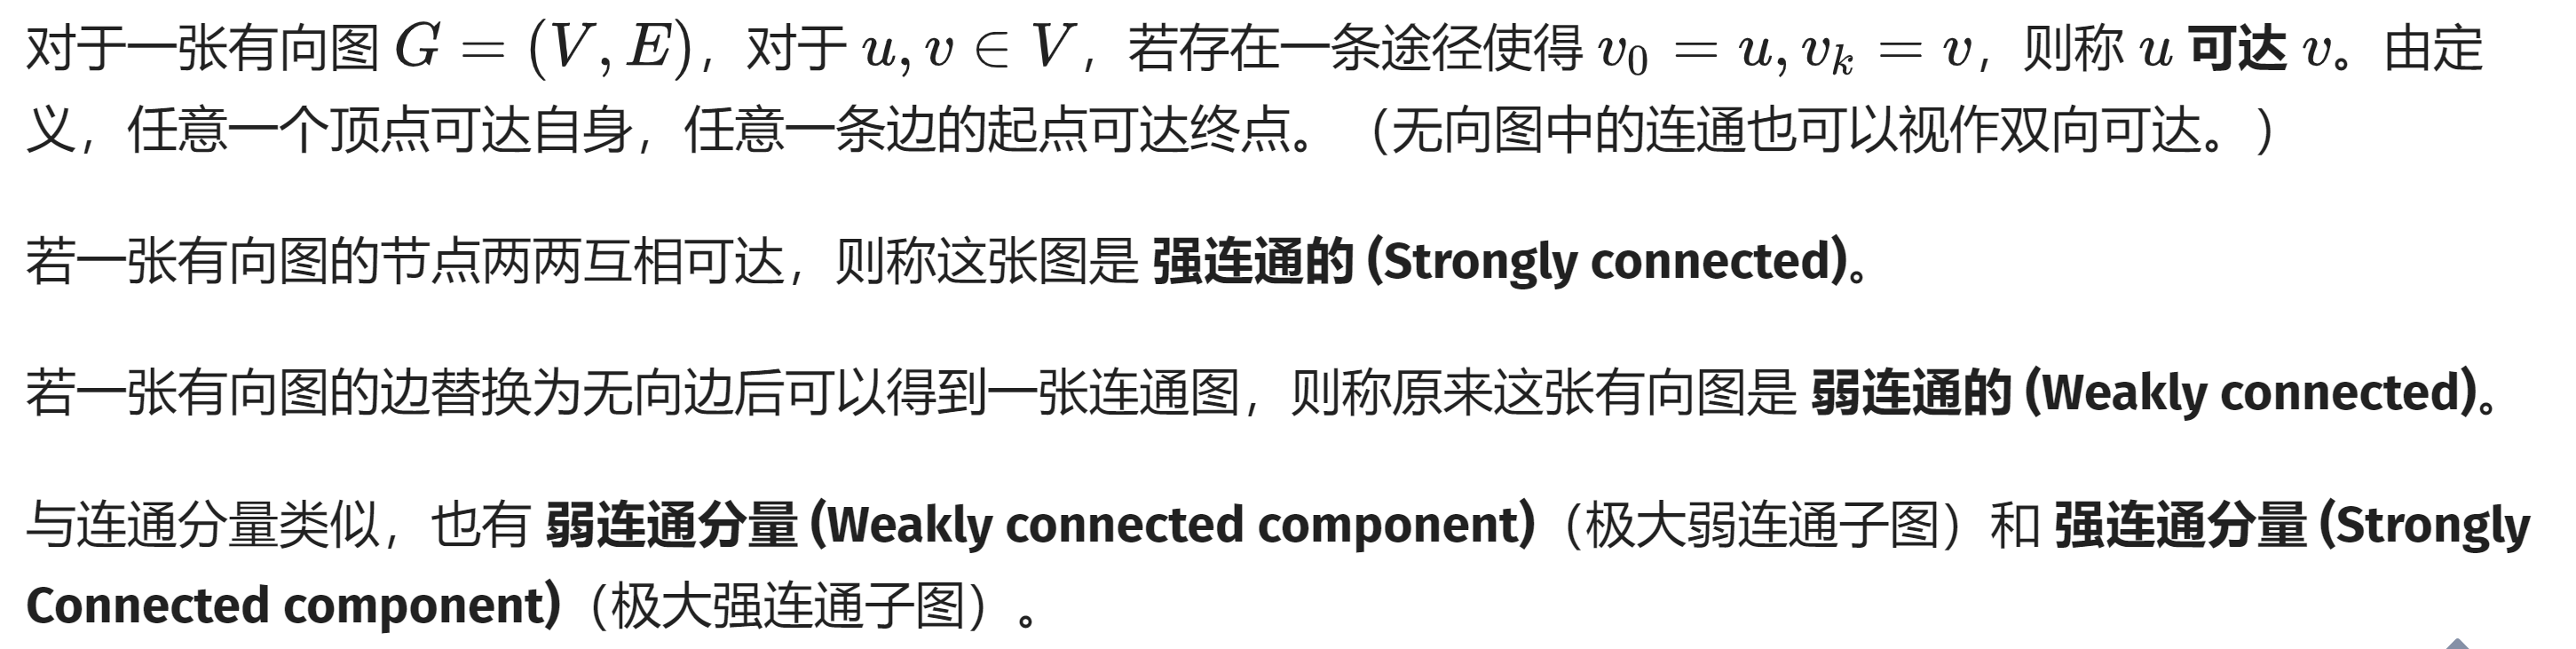 对于一张有向图 G = (V, E)，对于 u, v ∈ V，若存在一条途径使得 v₀ = u, vₖ = v，则称 u 可达 v。由定
义，任意一个顶点可达自身，任意一条边的起点可达终点。（无向图中的连通也可以视作双向可达。）
若一张有向图的节点两两互相可达，则称这张图是 强连通的 (Strongly connected)。
若一张有向图的边替换为无向边后可以得到一张连通图，则称原来这张有向图是 弱连通的 (Weakly connected)。
与连通分量类似，也有 弱连通分量 (Weakly connected component)（极大弱连通子图）和 强连通分量 (Strongly
Connected component)（极大强连通子图）。